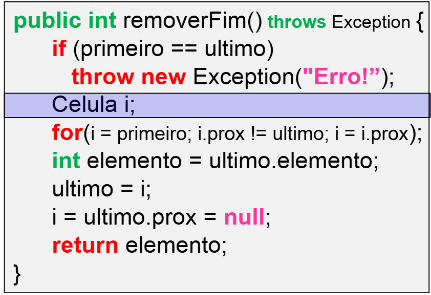 public int removerFim() throws Exception {
if (primeiro == ultimo)
throw new Exception("Erro!”);
Celula i;
for(i = primeiro; i.prox != ultimo; i = i.prox);
int elemento = ultimo.elemento;
ultimo = i;
i = ultimo.prox = null;
return elemento;
}